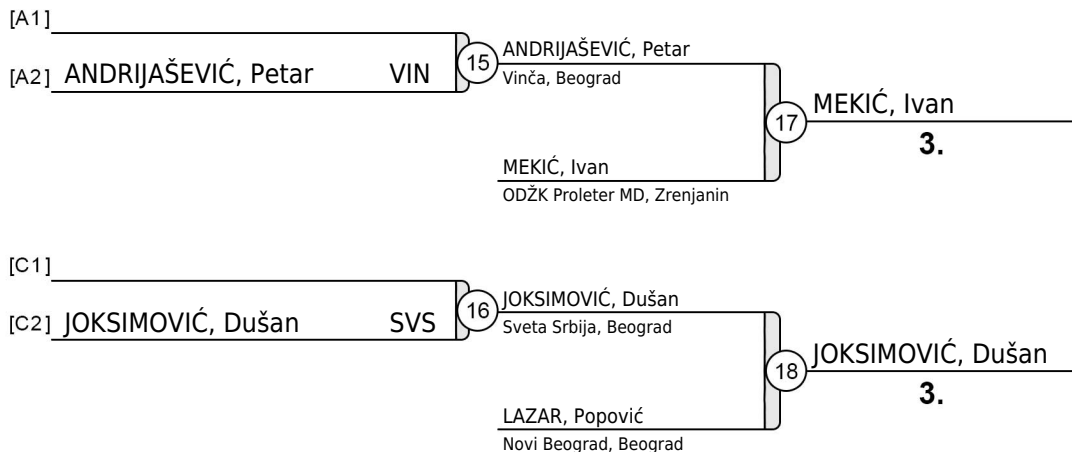 [A1]
[A2] ANDRIJAŠEVIĆ, Petar VIN
15
ANDRIJAŠEVIĆ, Petar
Vinča, Beograd
17
MEKIĆ, Ivan
3.
MEKIĆ, Ivan
ODŽK Proleter MD, Zrenjanin
[C1]
[C2] JOKSIMOVIĆ, Dušan SVS
16
JOKSIMOVIĆ, Dušan
Sveta Srbija, Beograd
18
JOKSIMOVIĆ, Dušan
3.
LAZAR, Popović
Novi Beograd, Beograd